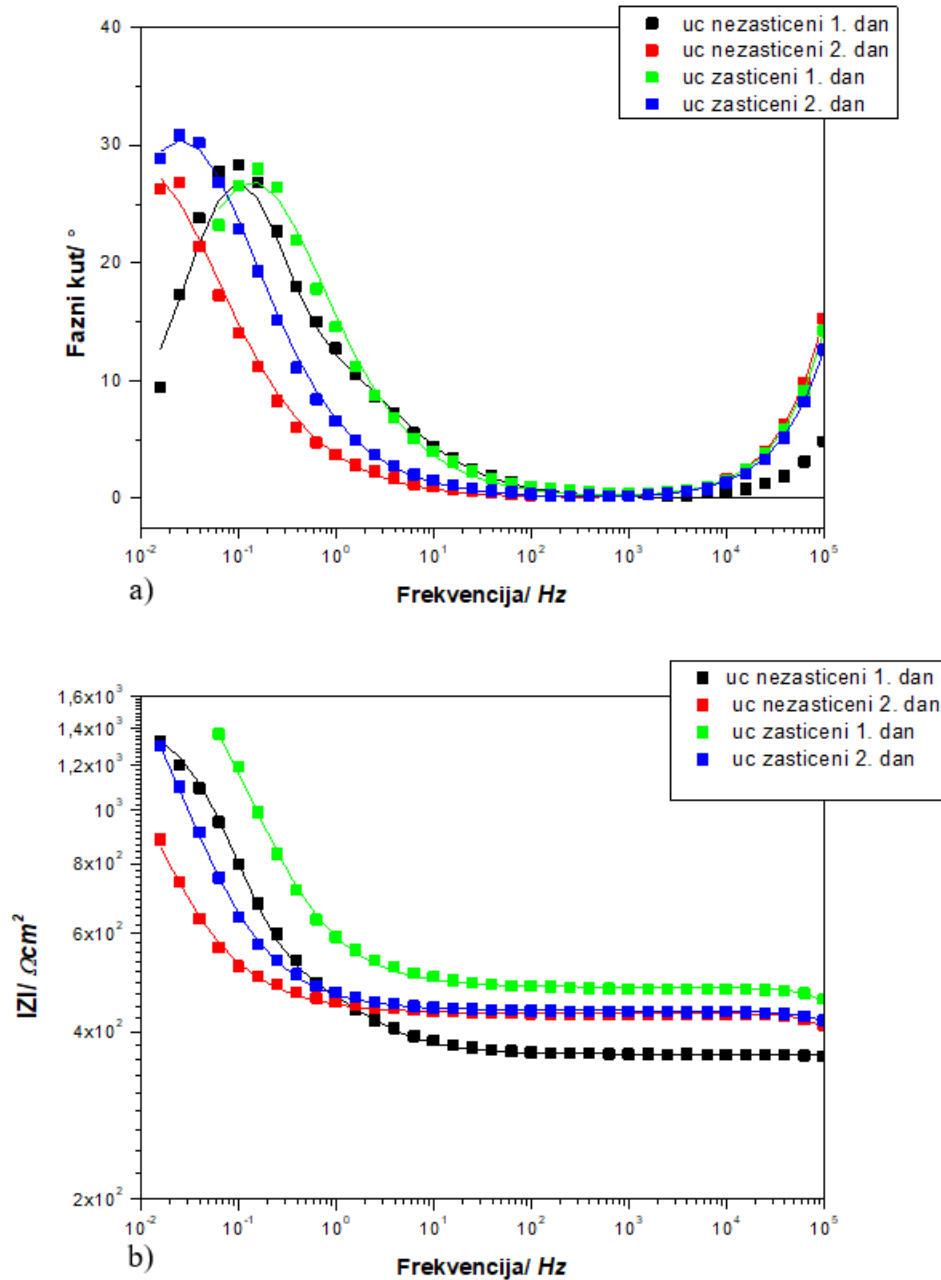 40
30
20
10
0
Fazni kut/ °
uc nezasticeni 1. dan
uc nezasticeni 2. dan
uc zasticeni 1. dan
uc zasticeni 2. dan
10⁻² 10⁻¹ 10⁰ 10¹ 10² 10³ 10⁴ 10⁵
a)
Frekvencija/ Hz
uc nezasticeni 1. dan
uc nezasticeni 2. dan
uc zasticeni 1. dan
uc zasticeni 2. dan
1,6x10³
1,4x10³
1,2x10³
10³
8x10²
6x10²
4x10²
2x10²
IZI/ Ωcm²
10⁻² 10⁻¹ 10⁰ 10¹ 10² 10³ 10⁴ 10⁵
b)
Frekvencija/ Hz